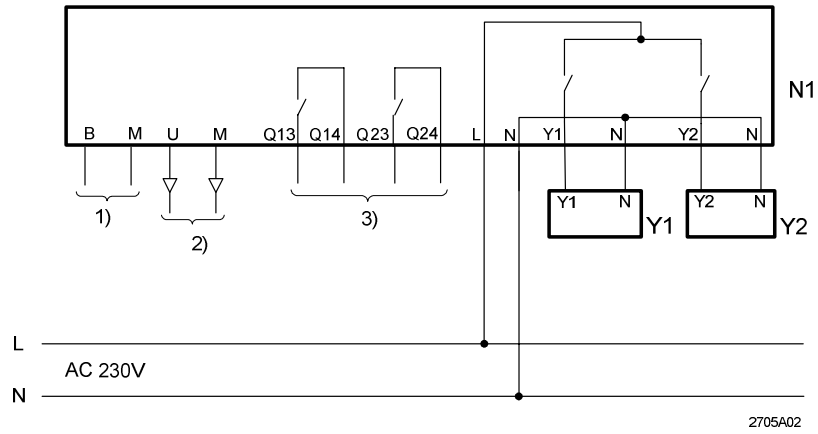 N1
B M U M Q13 Q14 Q23 Q24 L N Y1 N Y2 N
1)
2)
3)
Y1 N Y1
Y2 N Y2
L
AC 230V
N
2705A02